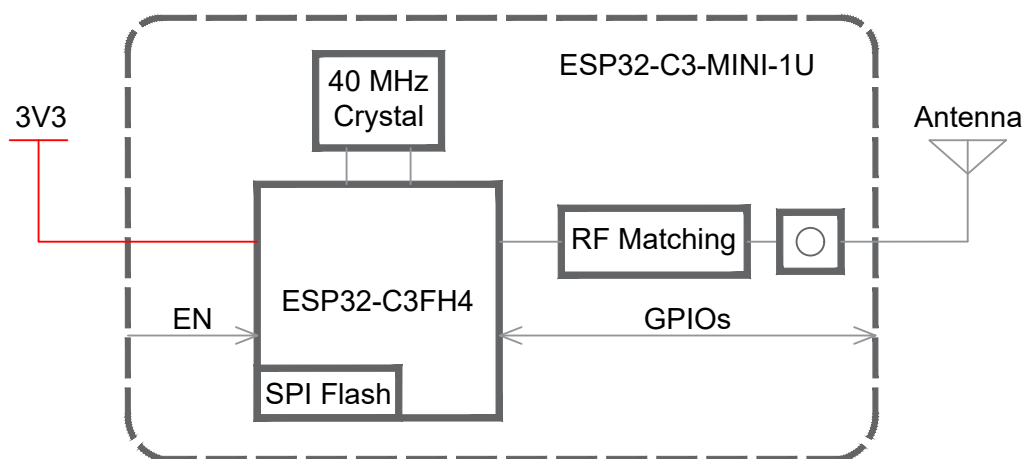 ESP32-C3-MINI-1U
40 MHz
Crystal
3V3
Antenna
RF Matching
ESP32-C3FH4
EN
GPIOs
SPI Flash